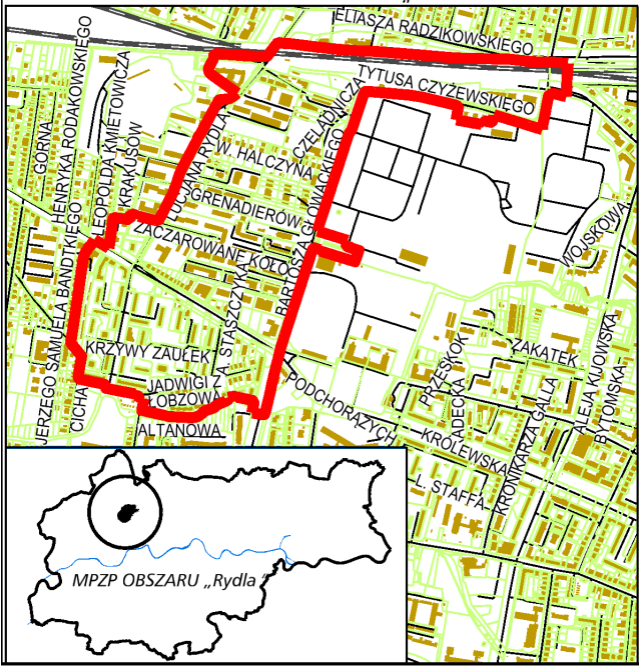 ELIASZA RADZIKOWSKIEGO
TYTUSA CZYŻEWSKIEGO
CZELADNICZA
GÓRNA
HENRYKA RODAKOWSKIEGO
LEOPOLDA KMIETOWICZA
KRAKUSÓW
LUCJANA RYDLA
W. HALCZYNA
GRENADIERÓW
ZACZAROWANE KOŁO
BARTOSZA GŁOWACKIEGO
A. STASZCZYKA
JERZEGO SAMUELA BANDTKIEGO
KRZYWY ZAUŁEK
CICHA
JADWIGI Z
ŁOBZOWA
ALTANOWA
PODCHORĄŻYCH
WOJSKOWA
ZAKĄTEK
PRZESKOK
KRÓLEWSKA
KRONIKARZA GALLA
ALEJA KIJOWSKA
BYTOMSKA
L. STAFFA
MPZP OBSZARU „Rydla”